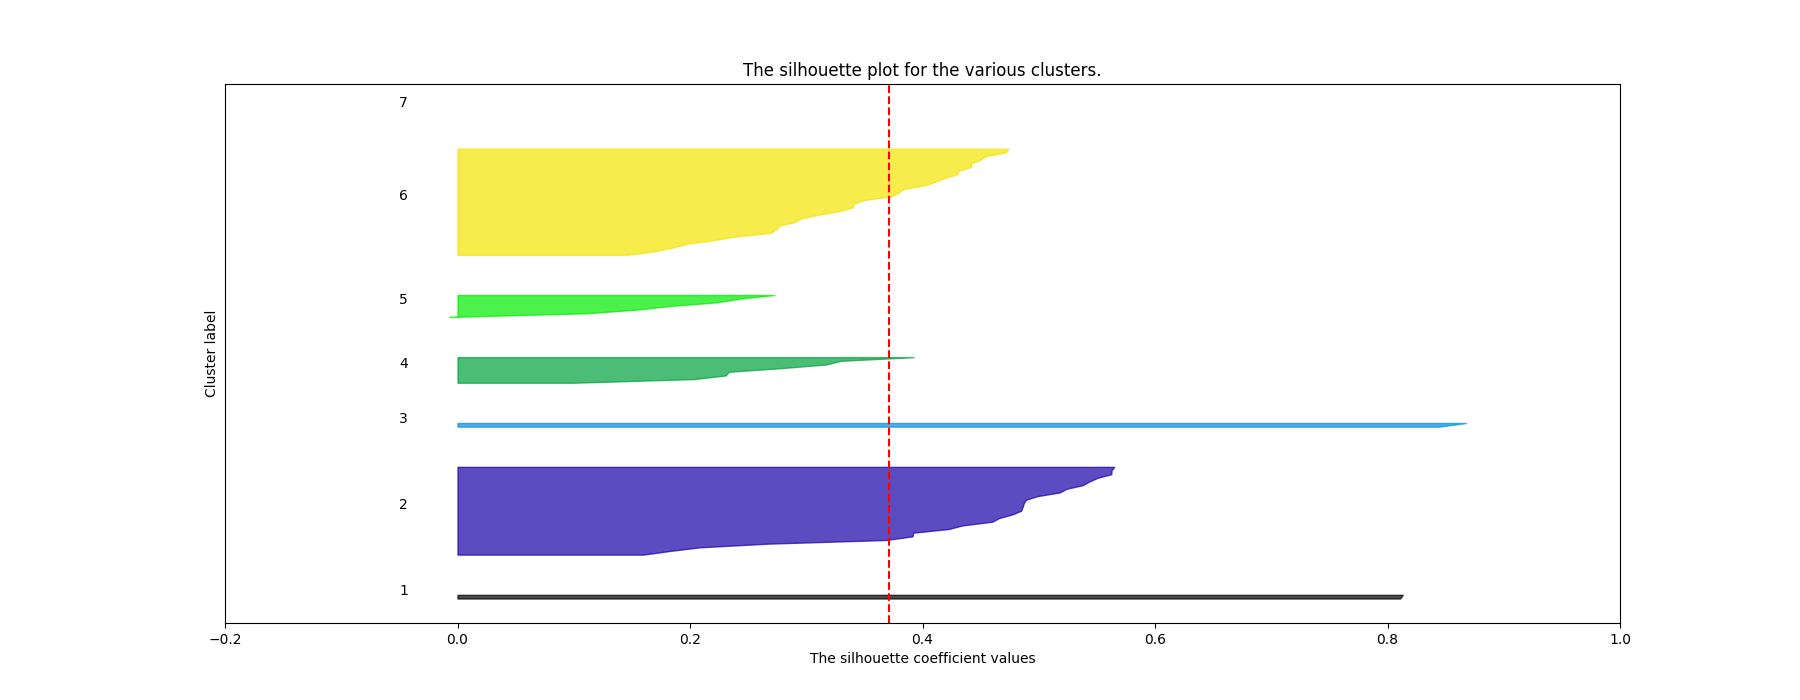 The silhouette plot for the various clusters.
7
6
5
4
3
2
1
Cluster label
−0.2 0.0 0.2 0.4 0.6 0.8 1.0
The silhouette coefficient values